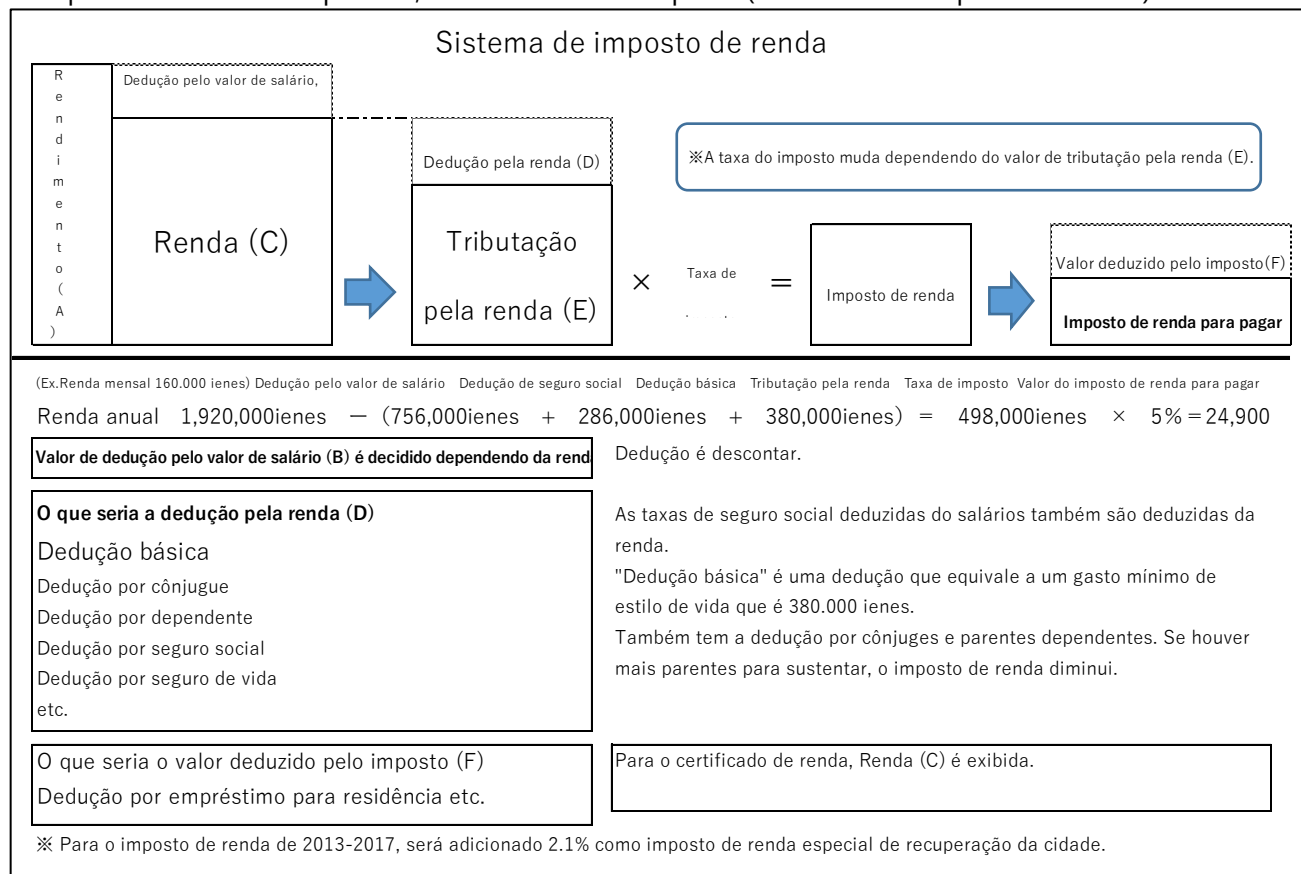 Sistema de imposto de renda
Rendimento(A)
Dedução pelo valor de salário,
Renda (C)
Dedução pela renda (D)
Tributação
pela renda (E)
×
Taxa de
=
※A taxa do imposto muda dependendo do valor de tributação pela renda (E).
Imposto de renda
Valor deduzido pelo imposto(F)
Imposto de renda para pagar
(Ex.Renda mensal 160.000 ienes) Dedução pelo valor de salário Dedução de seguro social Dedução básica Tributação pela renda Taxa de imposto Valor do imposto de renda para pagar
Renda anual 1,920,000ienes － (756,000ienes + 286,000ienes + 380,000ienes) = 498,000ienes × 5%＝24,900
Valor de dedução pelo valor de salário (B) é decidido dependendo da rend
Dedução é descontar.
O que seria a dedução pela renda (D)
Dedução básica
Dedução por cônjugue
Dedução por dependente
Dedução por seguro social
Dedução por seguro de vida
etc.
As taxas de seguro social deduzidas do salários também são deduzidas da
renda.
"Dedução básica" é uma dedução que equivale a um gasto mínimo de
estilo de vida que é 380.000 ienes.
Também tem a dedução por cônjuges e parentes dependentes. Se houver
mais parentes para sustentar, o imposto de renda diminui.
O que seria o valor deduzido pelo imposto (F)
Dedução por empréstimo para residência etc.
Para o certificado de renda, Renda (C) é exibida.
※ Para o imposto de renda de 2013-2017, será adicionado 2.1% como imposto de renda especial de recuperação da cidade.